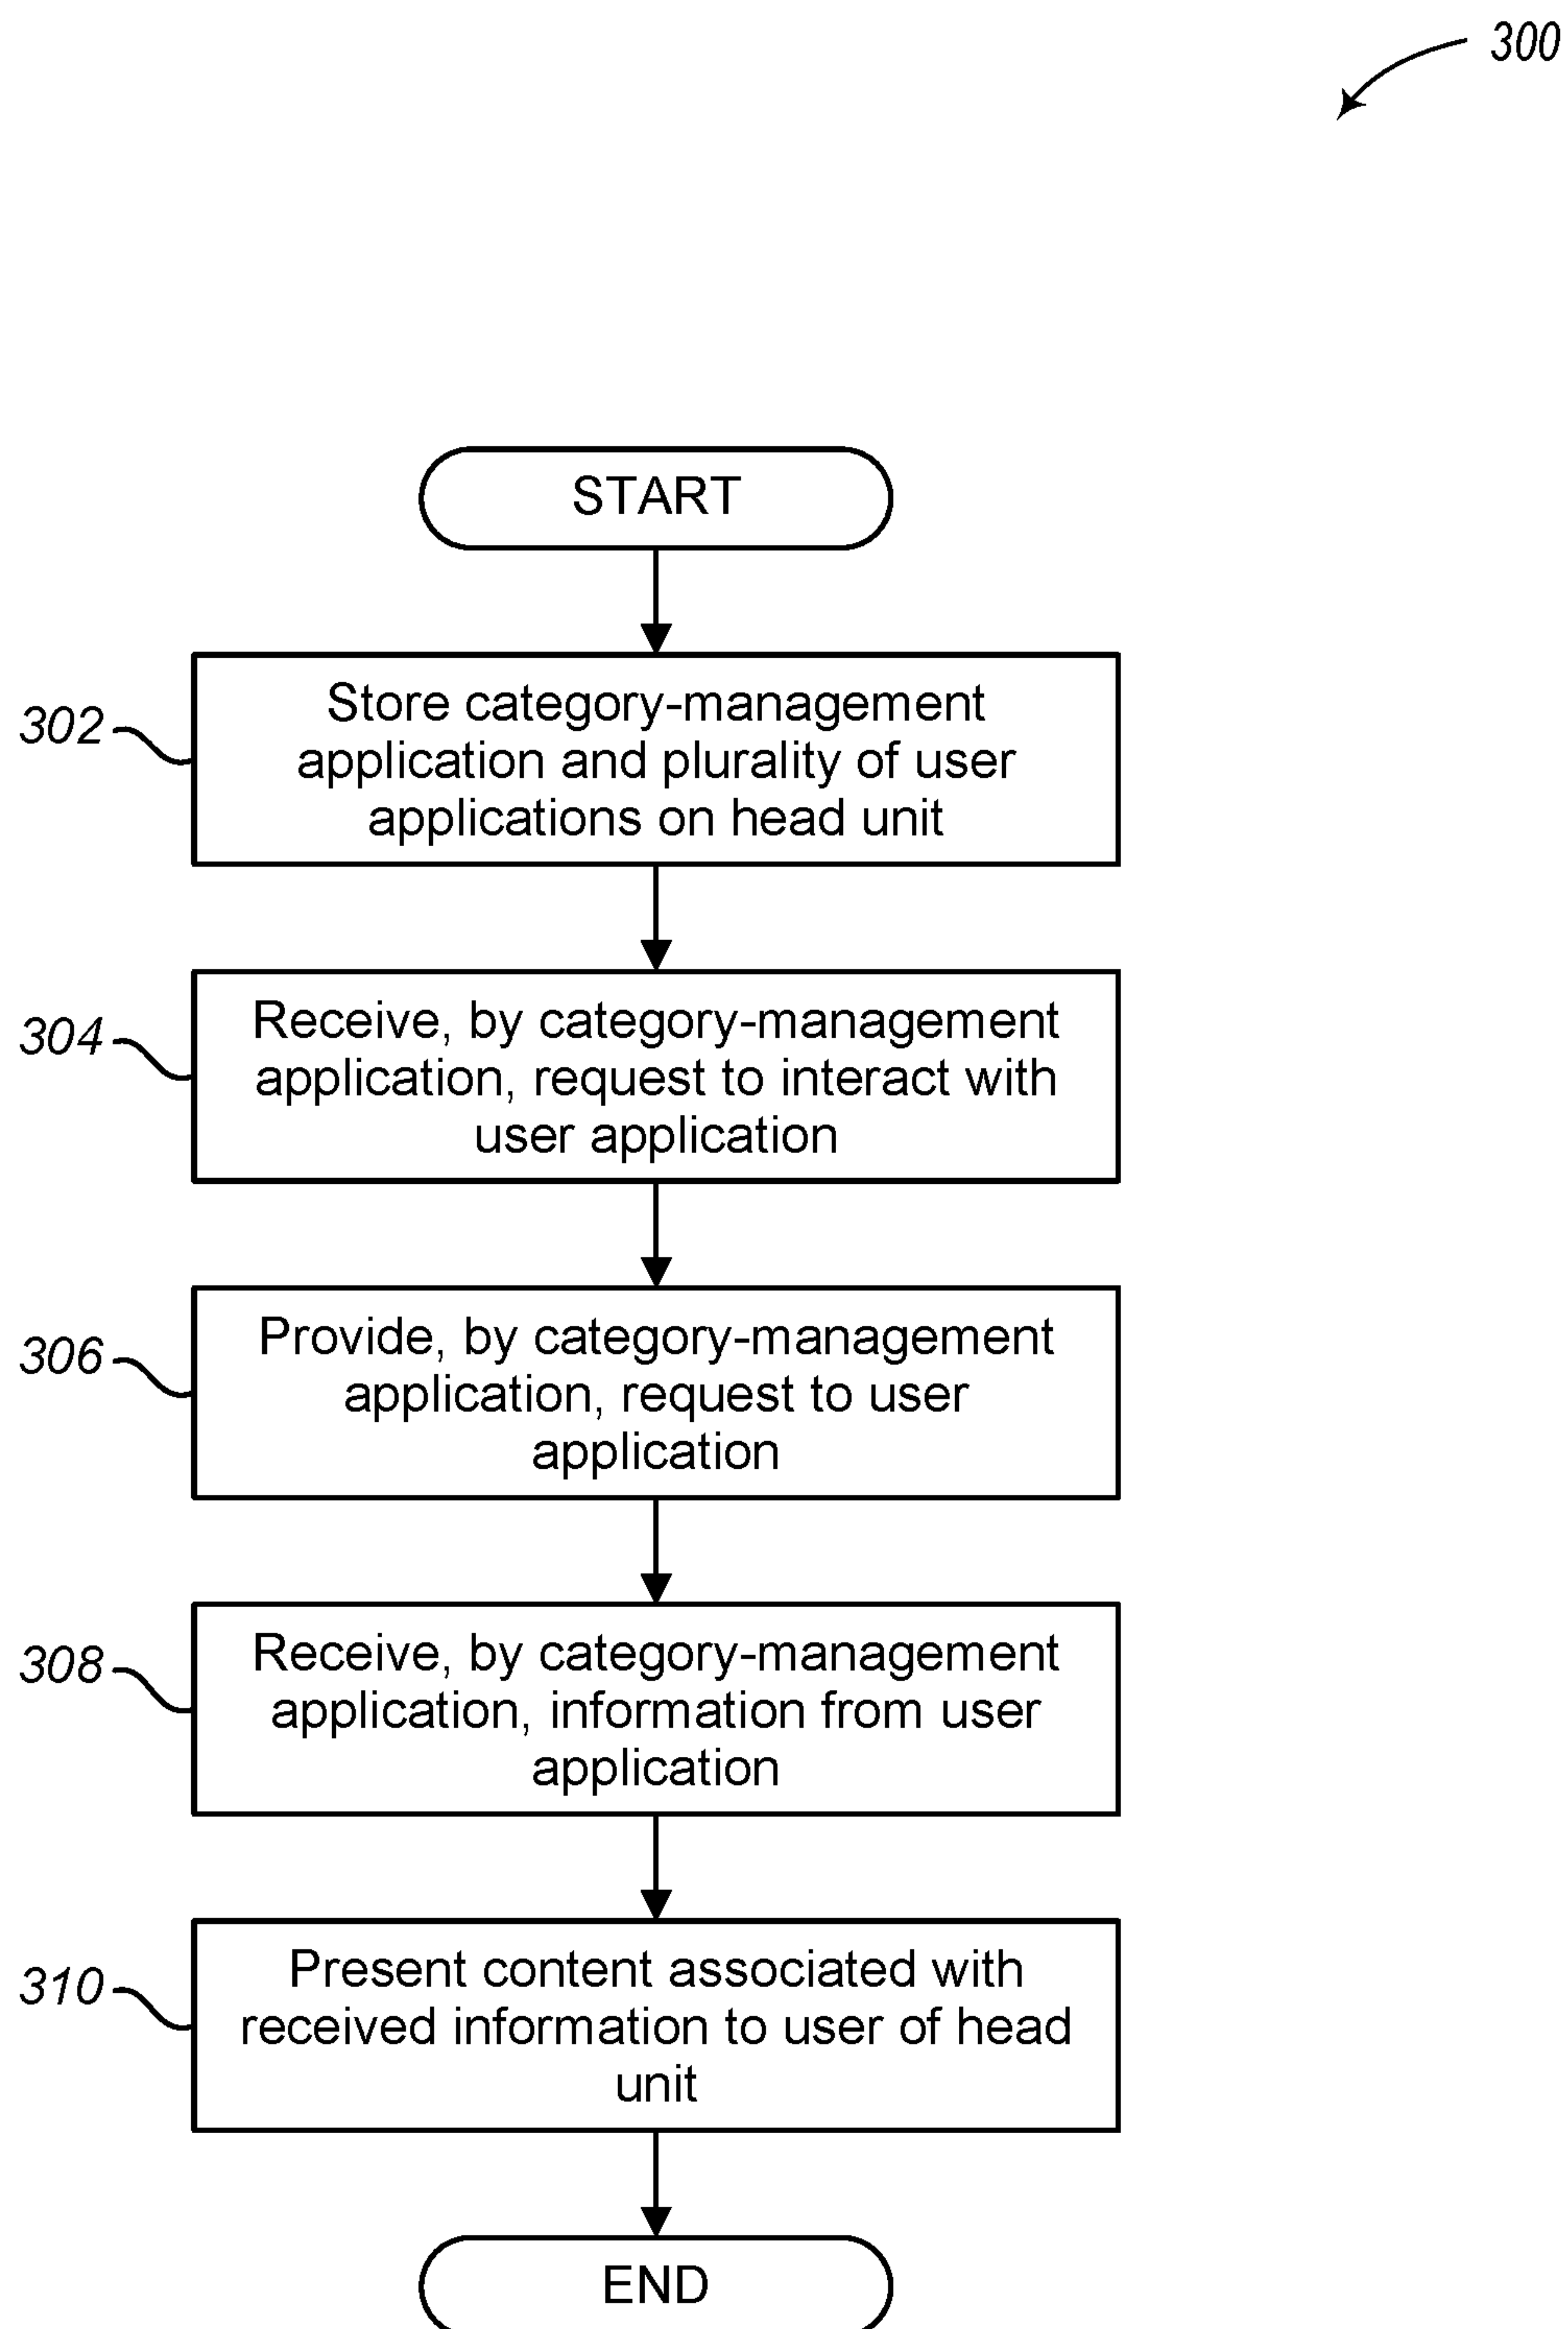 300
START
302
Store category-management
application and plurality of user
applications on head unit
304
Receive, by category-management
application, request to interact with
user application
306
Provide, by category-management
application, request to user
application
308
Receive, by category-management
application, information from user
application
310
Present content associated with
received information to user of head
unit
END